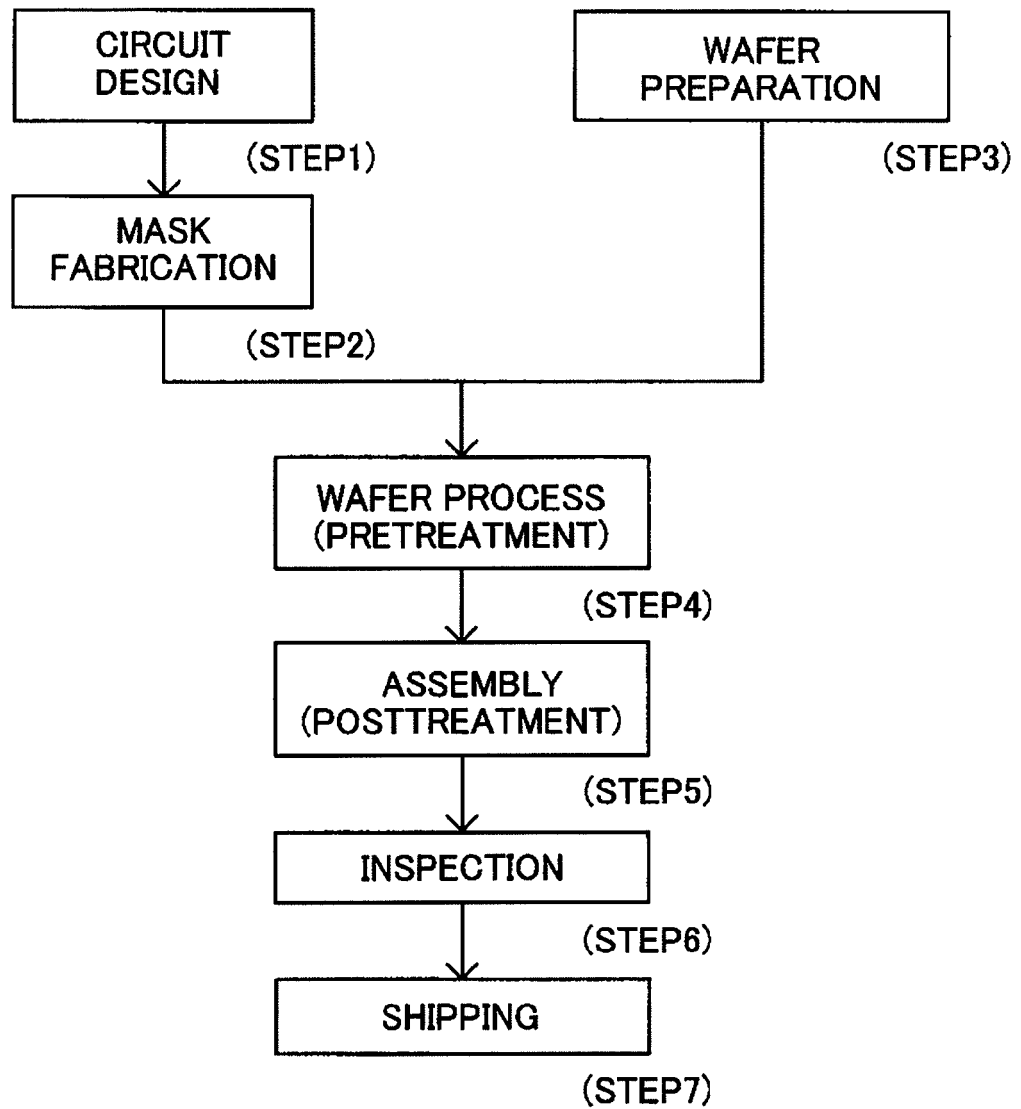 CIRCUIT
DESIGN
(STEP1)
MASK
FABRICATION
(STEP2)
WAFER
PREPARATION
(STEP3)
WAFER PROCESS
(PRETREATMENT)
(STEP4)
ASSEMBLY
(POSTTREATMENT)
(STEP5)
INSPECTION
(STEP6)
SHIPPING
(STEP7)